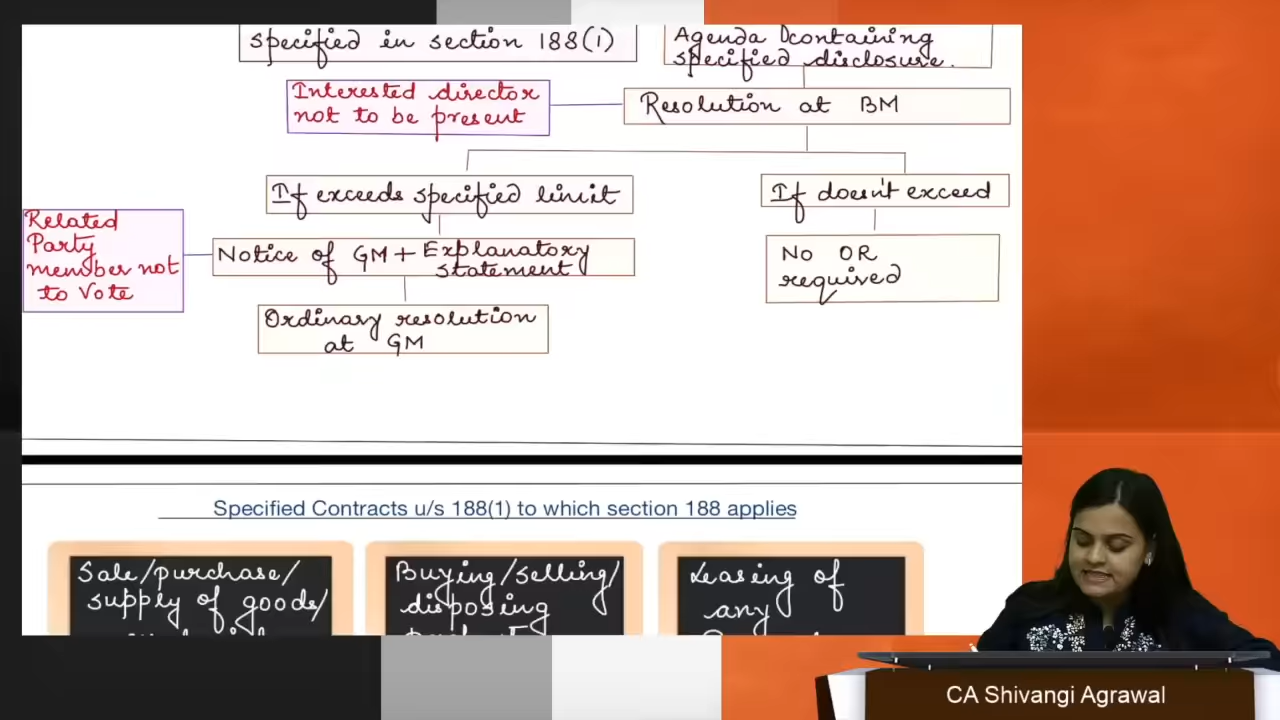 specified in section 188(1)
Agenda containing
specified disclosure.
Interested director
not to be present
Resolution at BM
If exceeds specified limit
If doesn't exceed
Related
Party
member not
to Vote
Notice of GM + Explanatory
statement
No OR
required
Ordinary resolution
at GM
Specified Contracts u/s 188(1) to which section 188 applies
Sale/purchase/
supply of goods/
Buying/selling/
disposing
Leasing of
any
CA Shivangi Agrawal